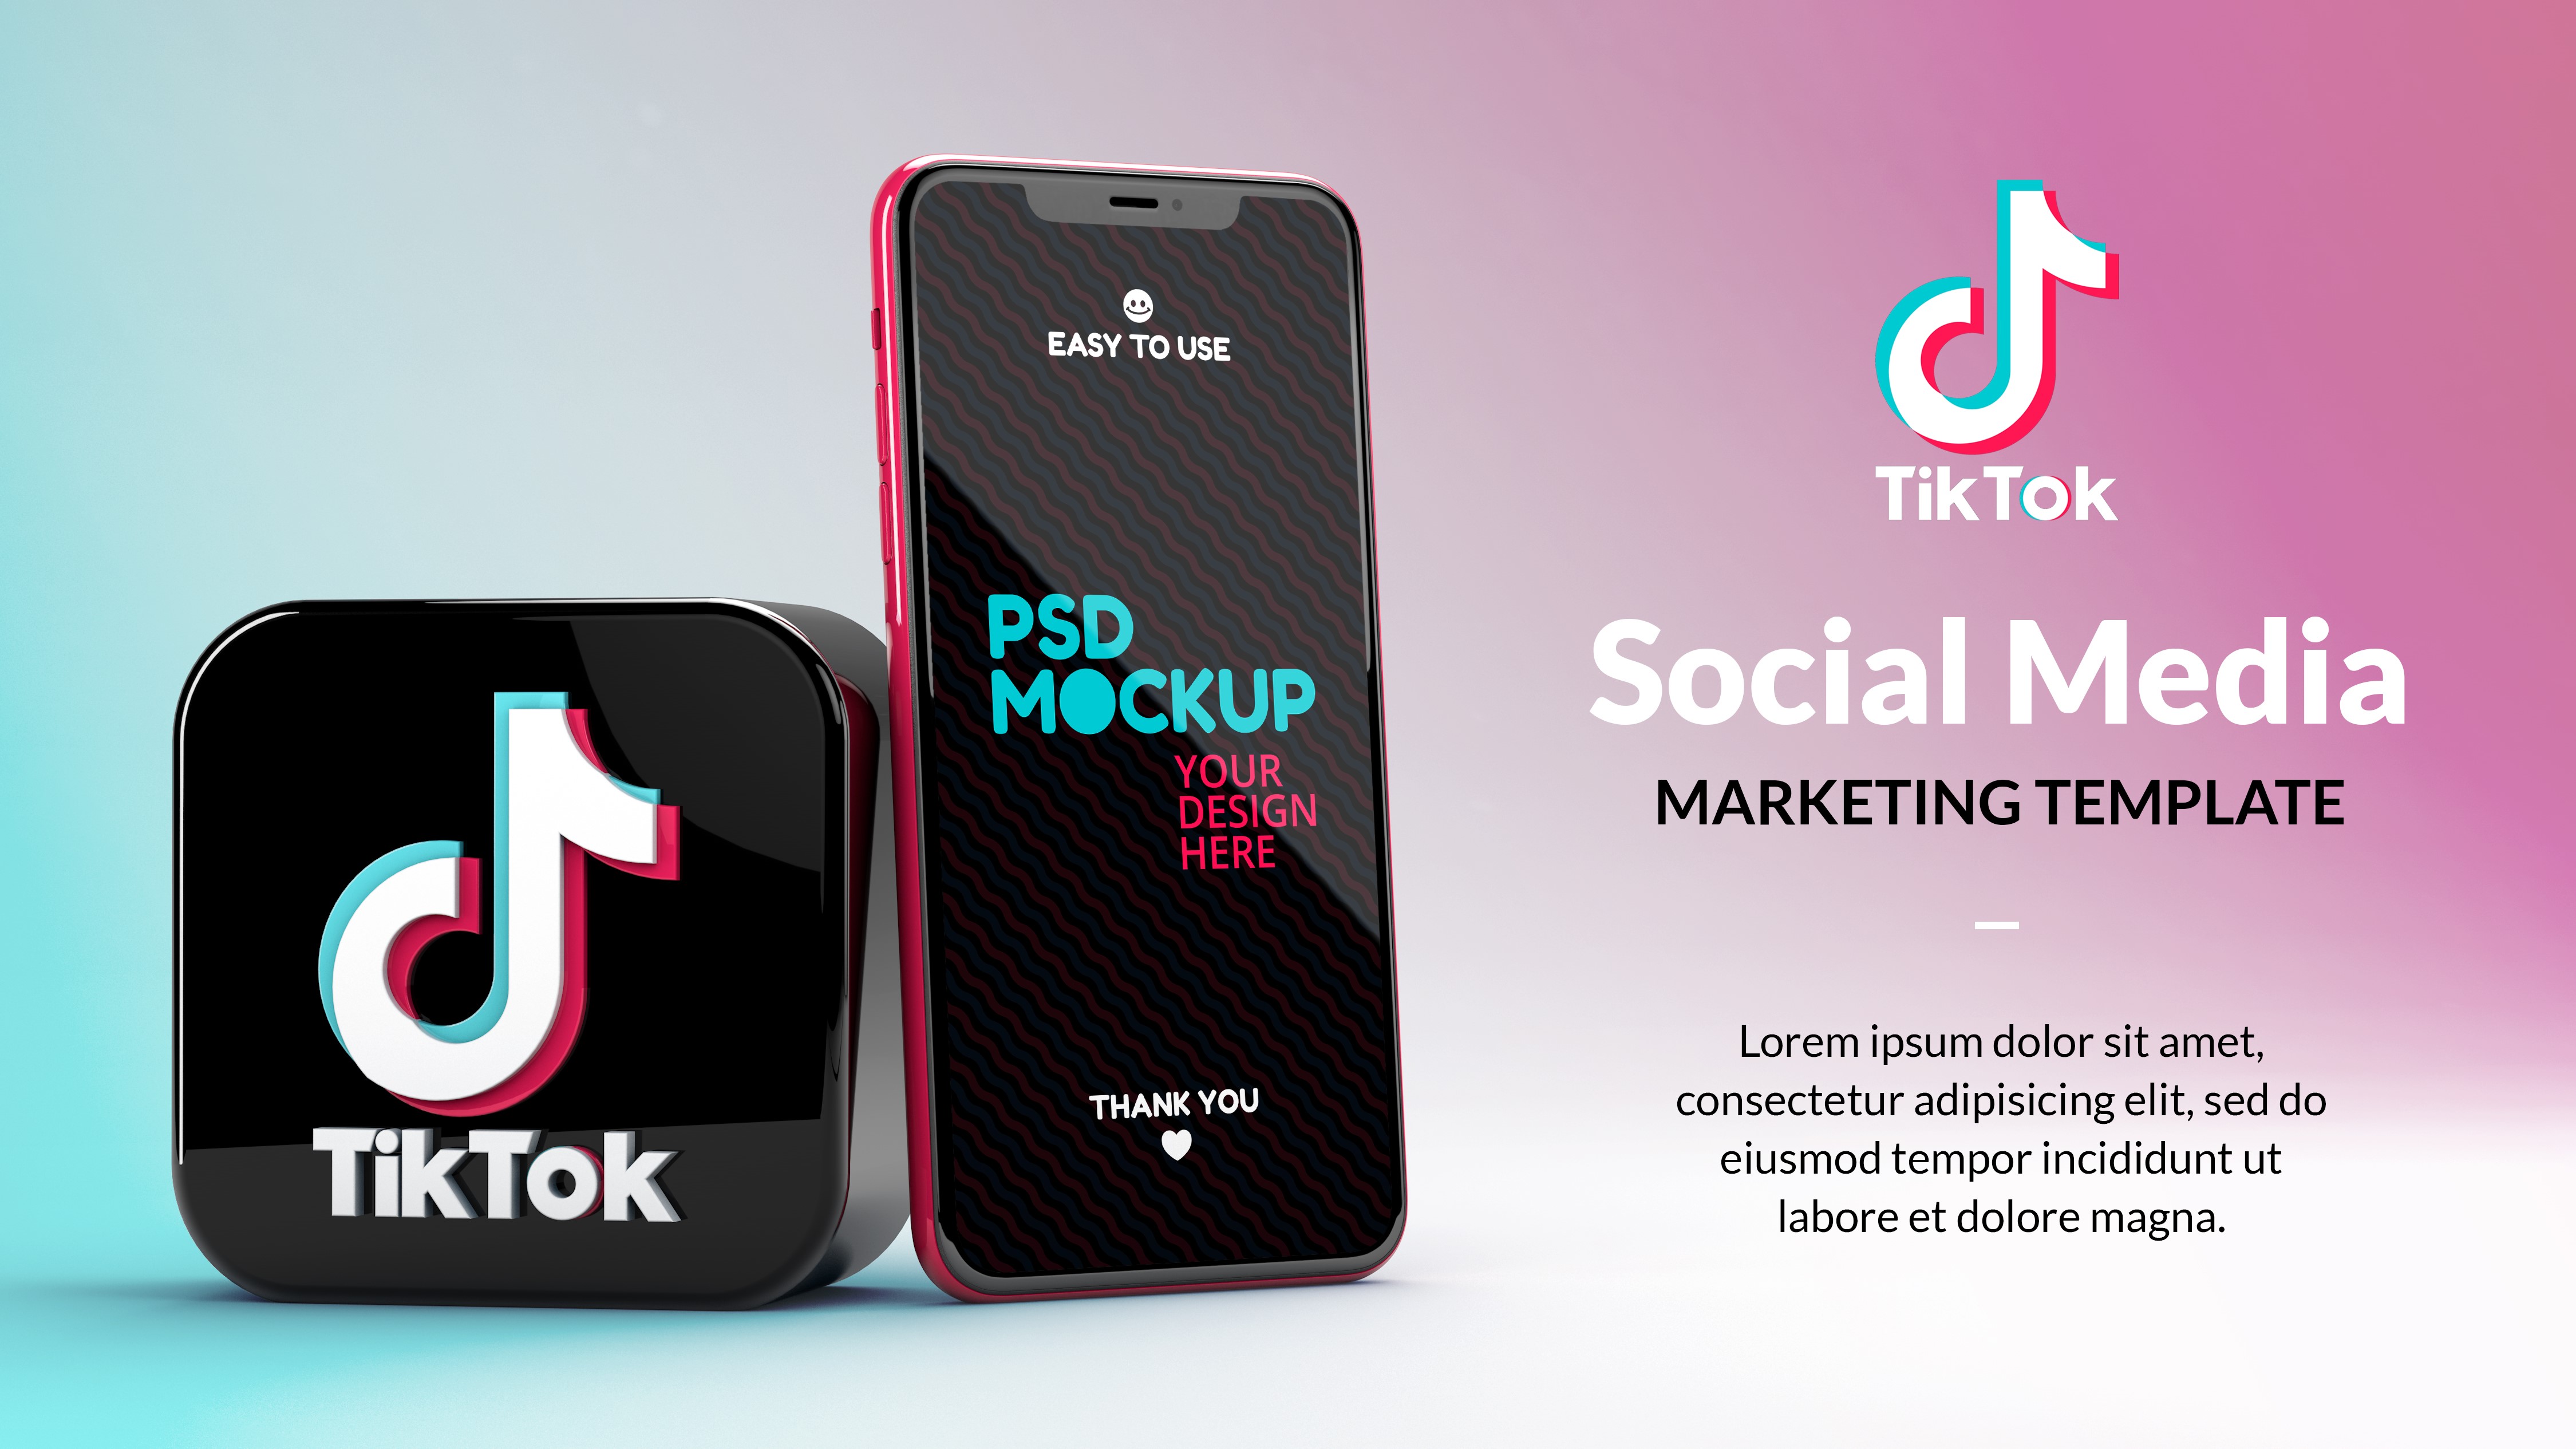 TikTok
EASY TO USE
PSD
MOCKUP
YOUR
DESIGN
HERE
THANK YOU
TikTok
Social Media
MARKETING TEMPLATE
Lorem ipsum dolor sit amet,
consectetur adipisicing elit, sed do
eiusmod tempor incididunt ut
labore et dolore magna.